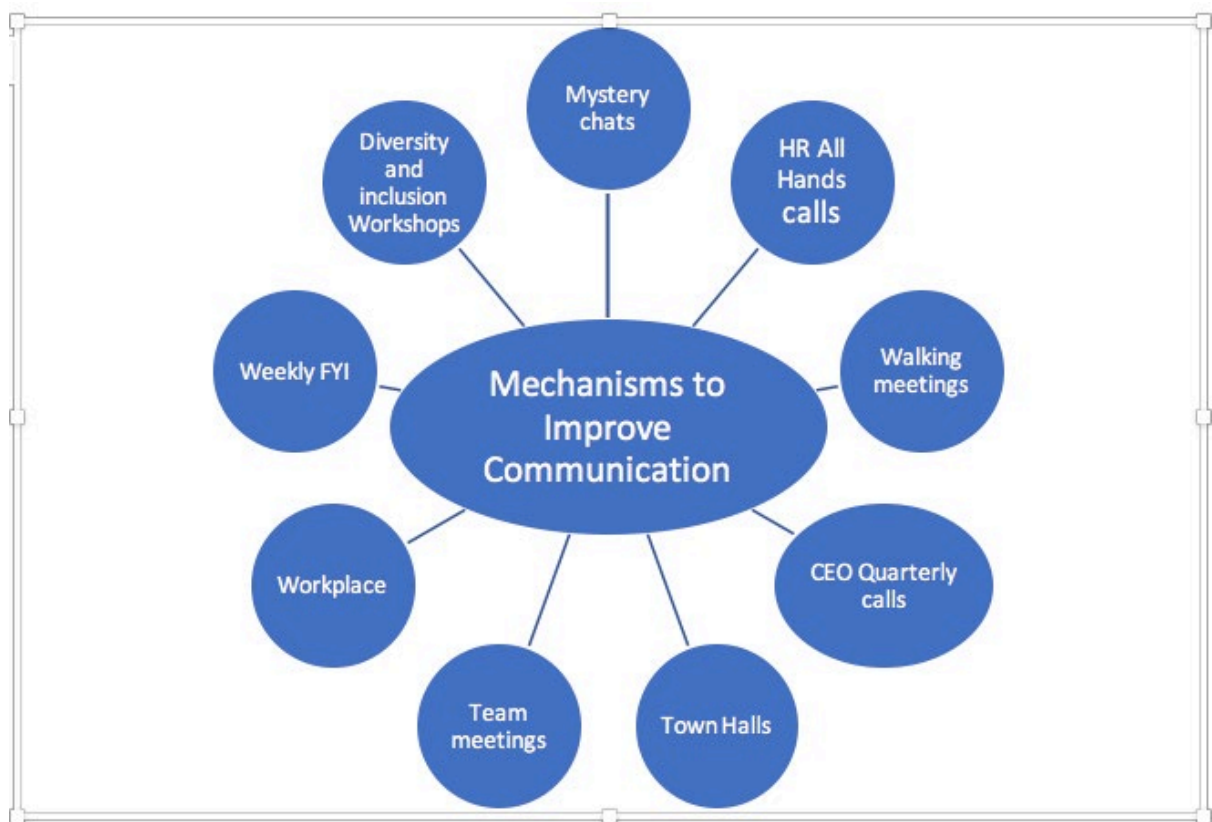 Mystery
chats
HR All
Hands
calls
Walking
meetings
CEO Quarterly
calls
Town Halls
Team
meetings
Workplace
Weekly FYI
Diversity
and
inclusion
Workshops
Mechanisms to
Improve
Communication